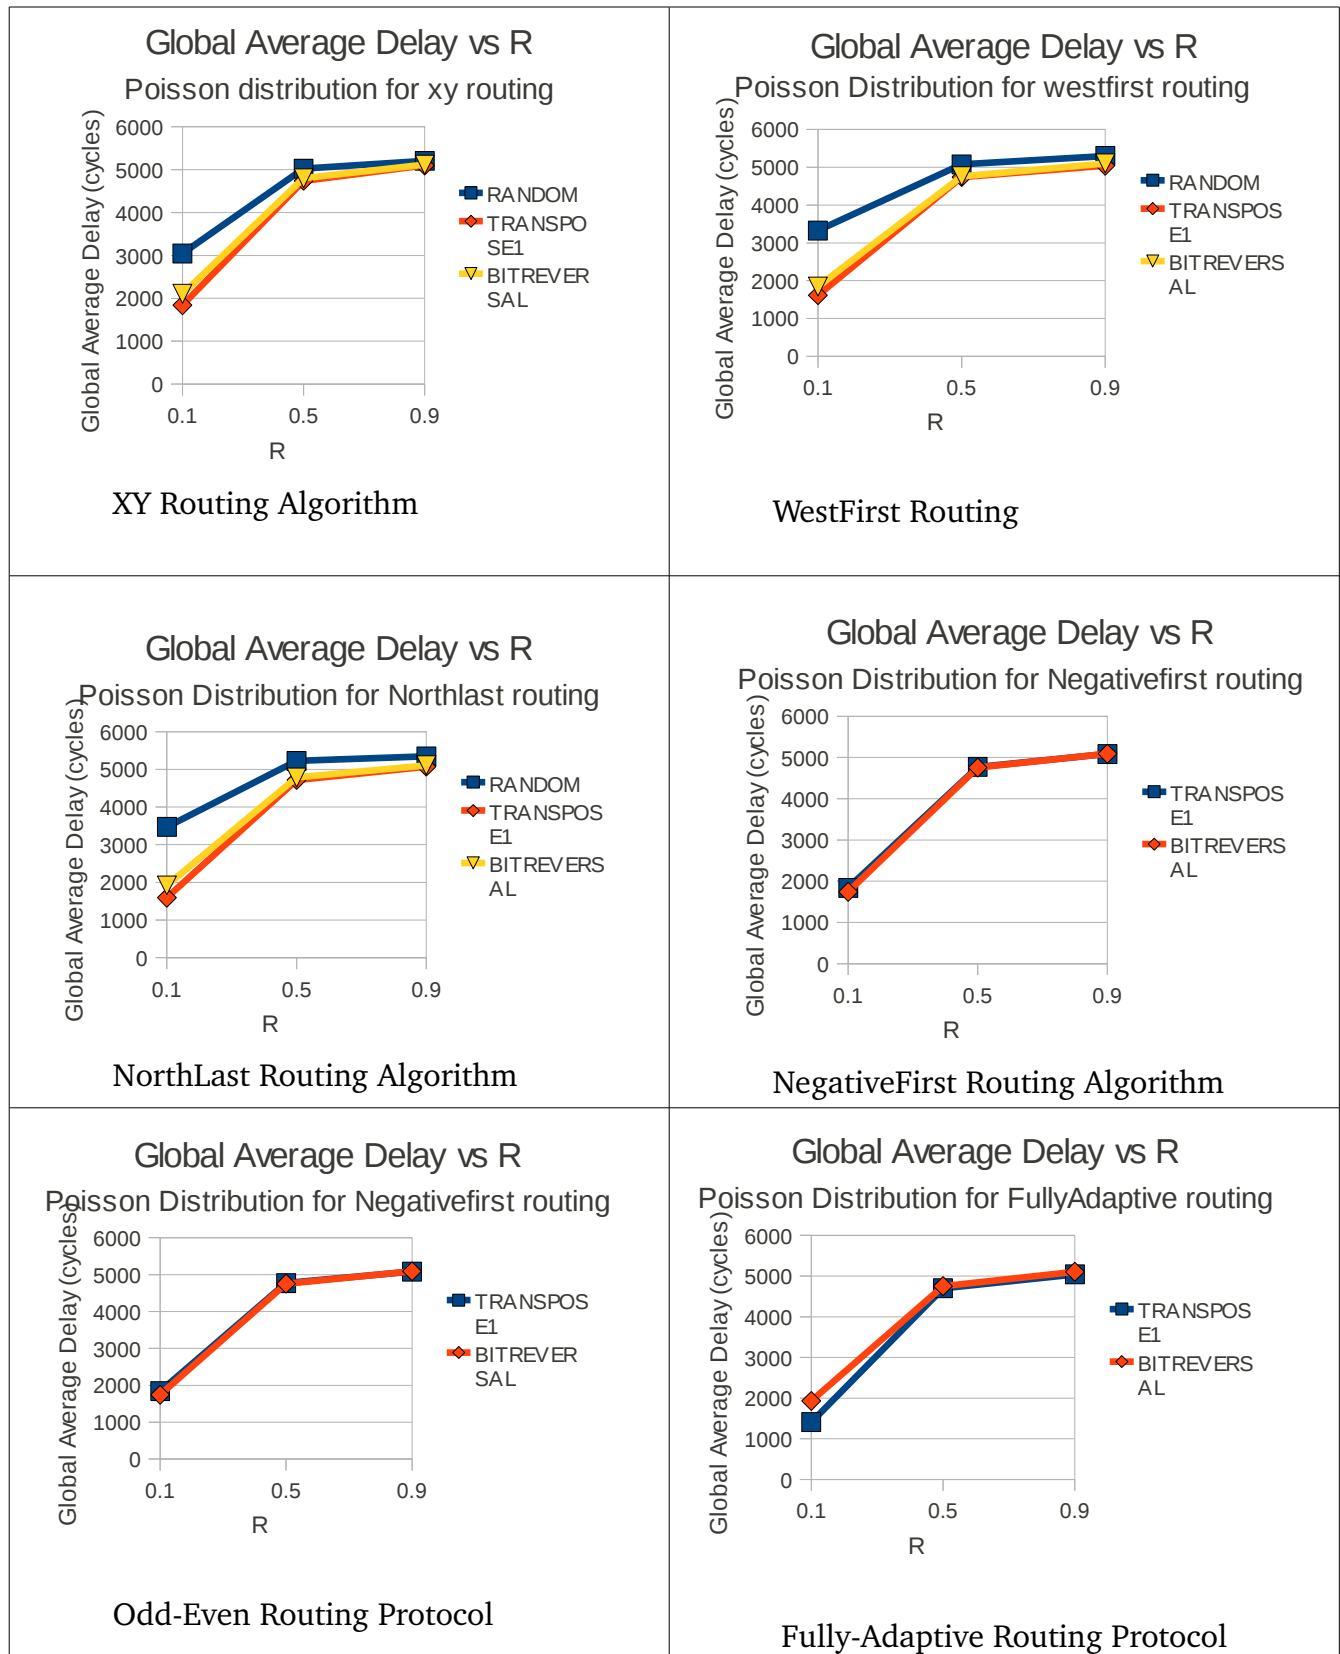 Global Average Delay vs R
Poisson distribution for xy routing
Global Average Delay (cycles)
6000
5000
4000
3000
2000
1000
0
0.1 0.5 0.9
R
RANDOM
TRANSPO
SE1
BITREVER
SAL
XY Routing Algorithm
Global Average Delay vs R
Poisson Distribution for westfirst routing
Global Average Delay (cycles)
6000
5000
4000
3000
2000
1000
0
0.1 0.5 0.9
R
RANDOM
TRANSPOS
E1
BITREVERS
AL
WestFirst Routing
Global Average Delay vs R
Poisson Distribution for Northlast routing
Global Average Delay (cycles)
6000
5000
4000
3000
2000
1000
0
0.1 0.5 0.9
R
RANDOM
TRANSPOS
E1
BITREVERS
AL
NorthLast Routing Algorithm
Global Average Delay vs R
Poisson Distribution for Negativefirst routing
Global Average Delay (cycles)
6000
5000
4000
3000
2000
1000
0
0.1 0.5 0.9
R
TRANSPOS
E1
BITREVERS
AL
NegativeFirst Routing Algorithm
Global Average Delay vs R
Poisson Distribution for Negativefirst routing
Global Average Delay (cycles)
6000
5000
4000
3000
2000
1000
0
0.1 0.5 0.9
R
TRANSPOS
E1
BITREVER
SAL
Odd-Even Routing Protocol
Global Average Delay vs R
Poisson Distribution for FullyAdaptive routing
Global Average Delay (cycles)
6000
5000
4000
3000
2000
1000
0
0.1 0.5 0.9
R
TRANSPOS
E1
BITREVERS
AL
Fully-Adaptive Routing Protocol